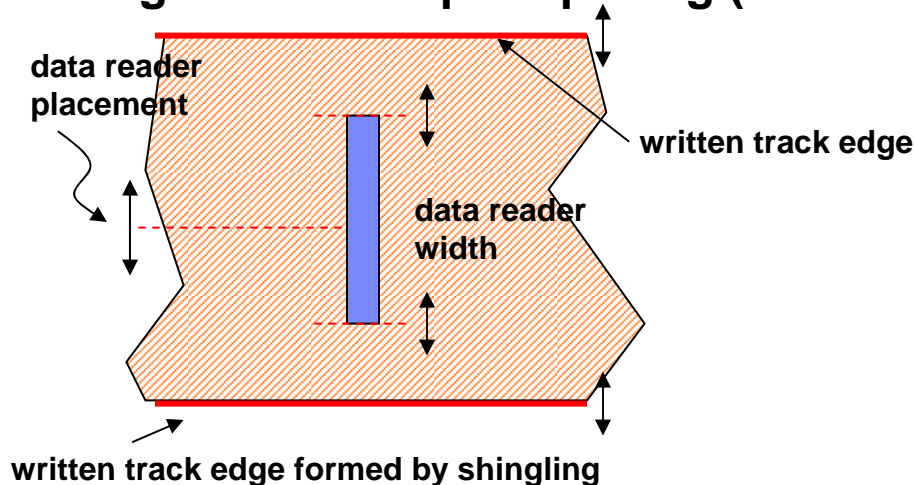 data reader
placement
written track edge
data reader
width
written track edge formed by shingling